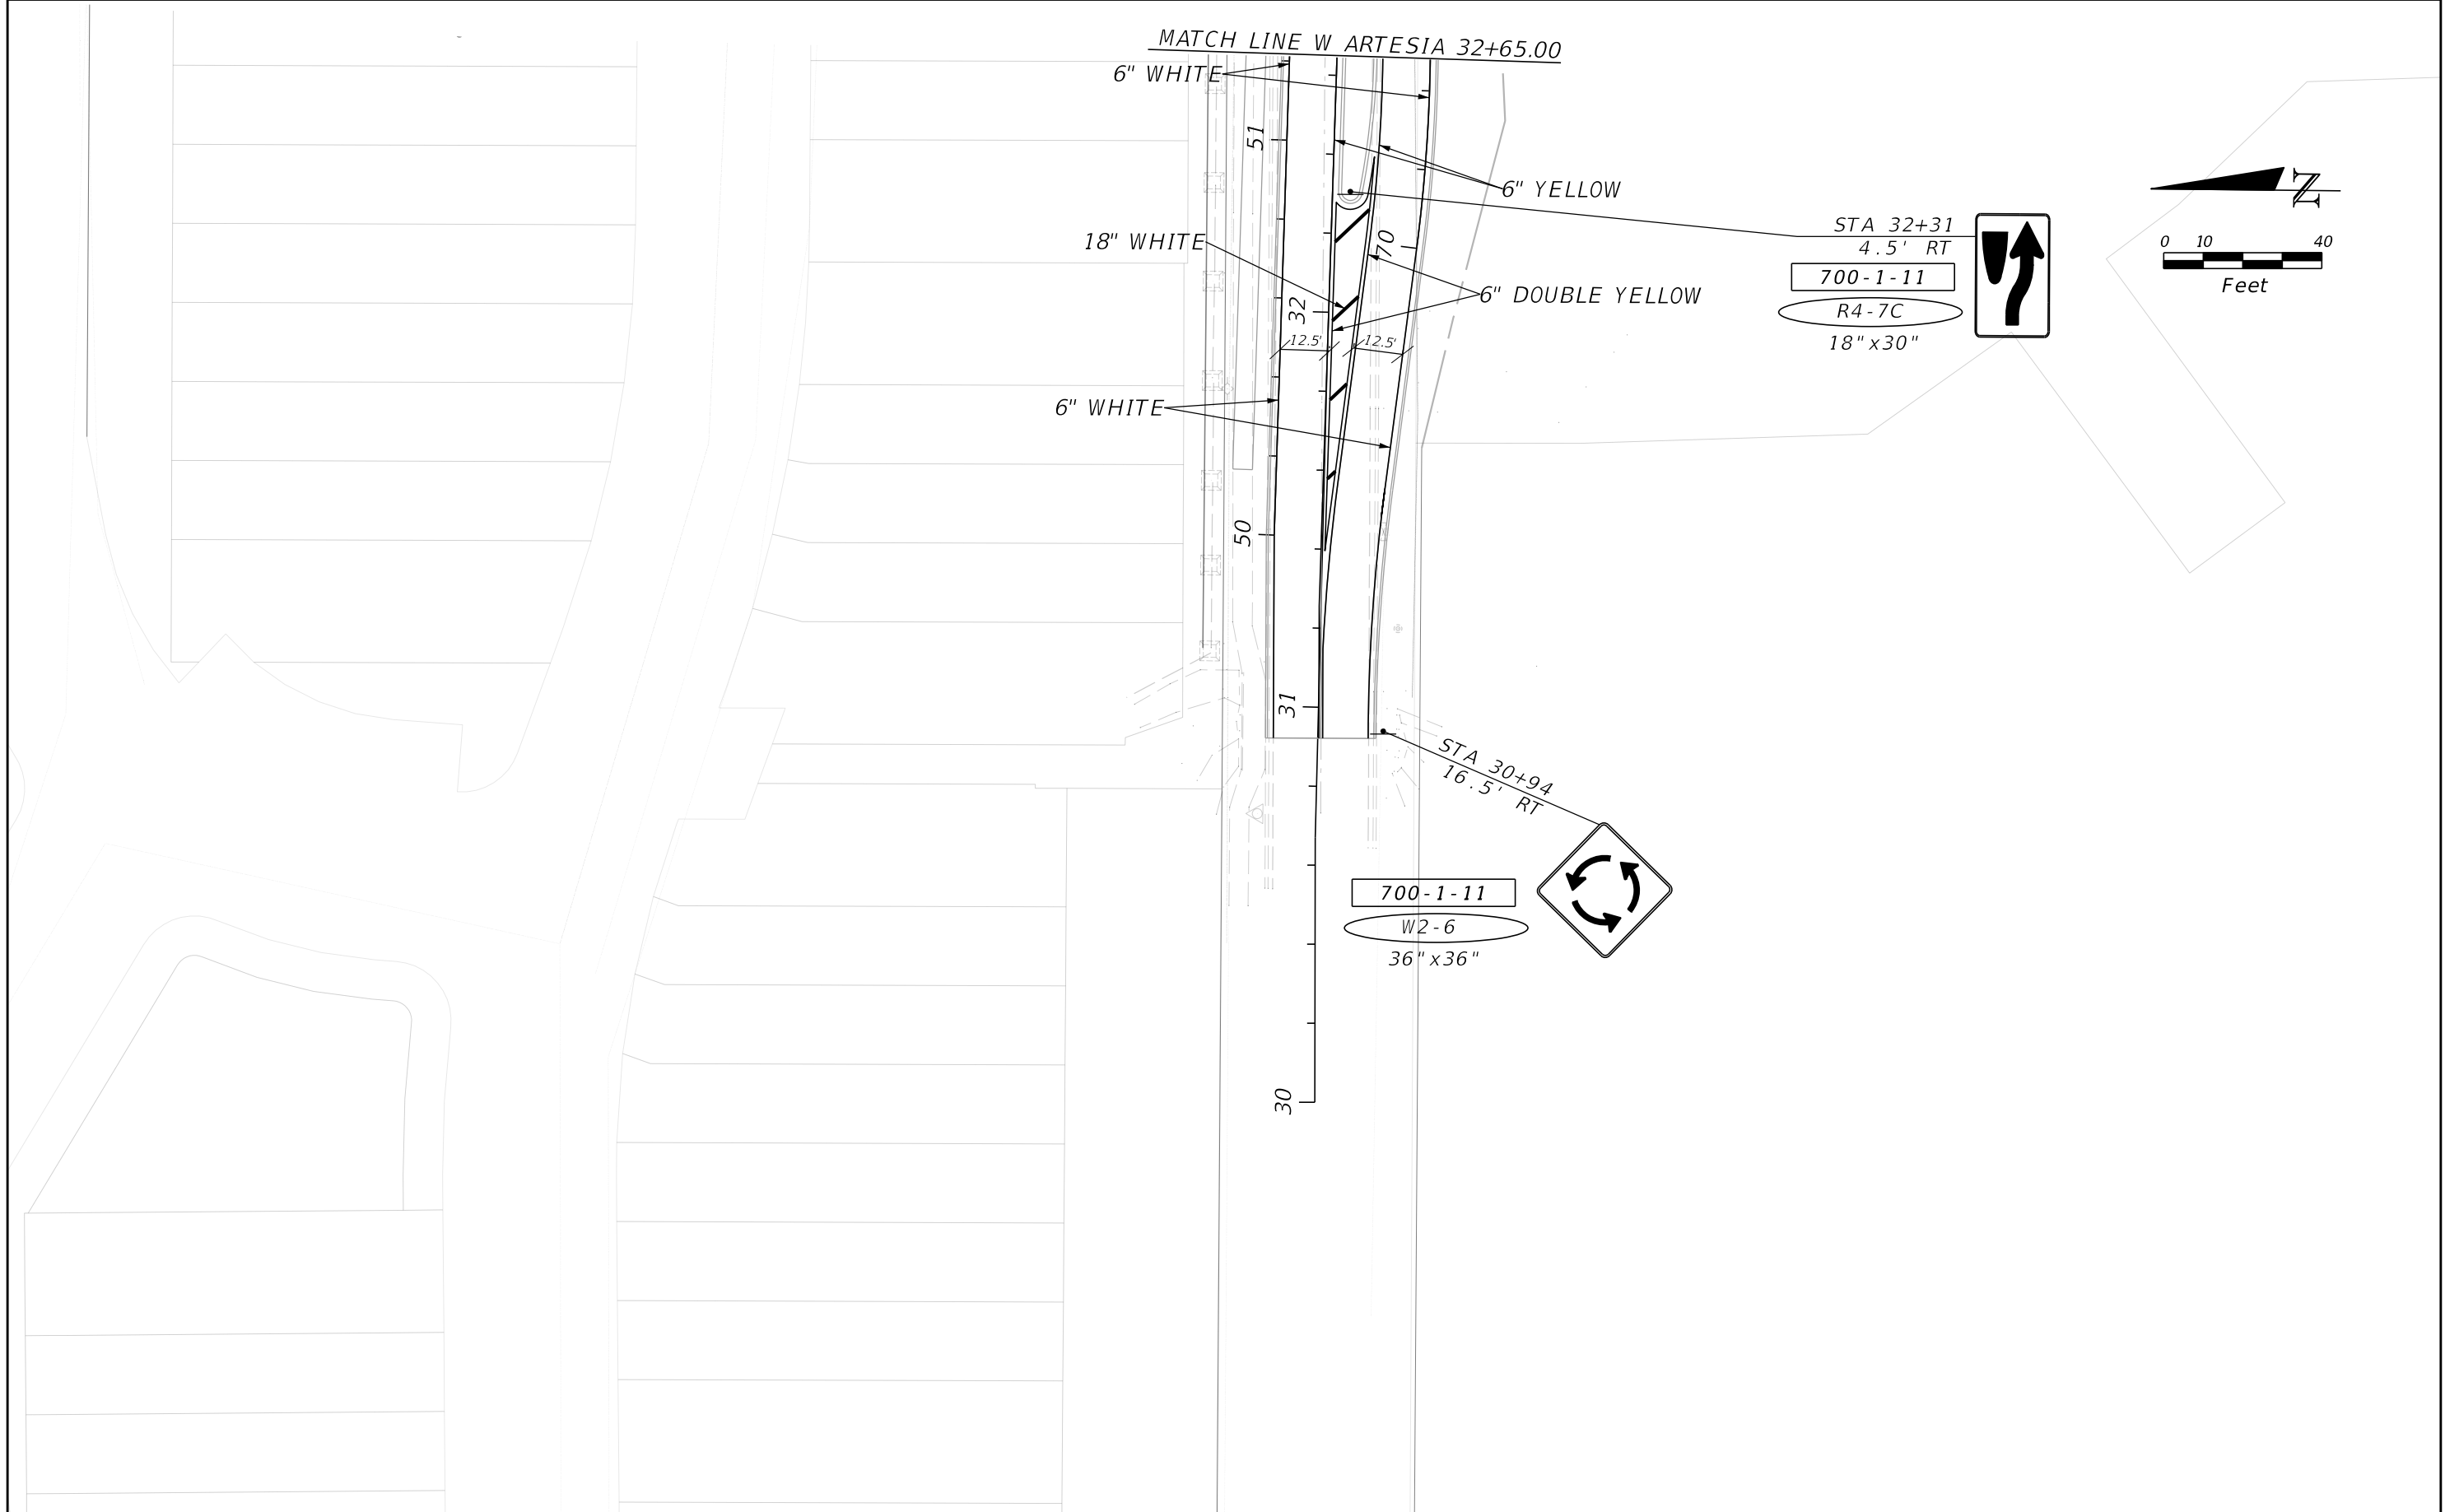 MATCH LINE W ARTESIA 32+65.00
6" WHITE
51
6" YELLOW
STA 32+31
4.5' RT
700-1-11
R4-7C
18"x30"
N
0 10 40
Feet
18" WHITE
70
6" DOUBLE YELLOW
32
12.5'
12.5'
6" WHITE
50
31
STA 30+94
16.5' RT
700-1-11
W2-6
36"x36"
30